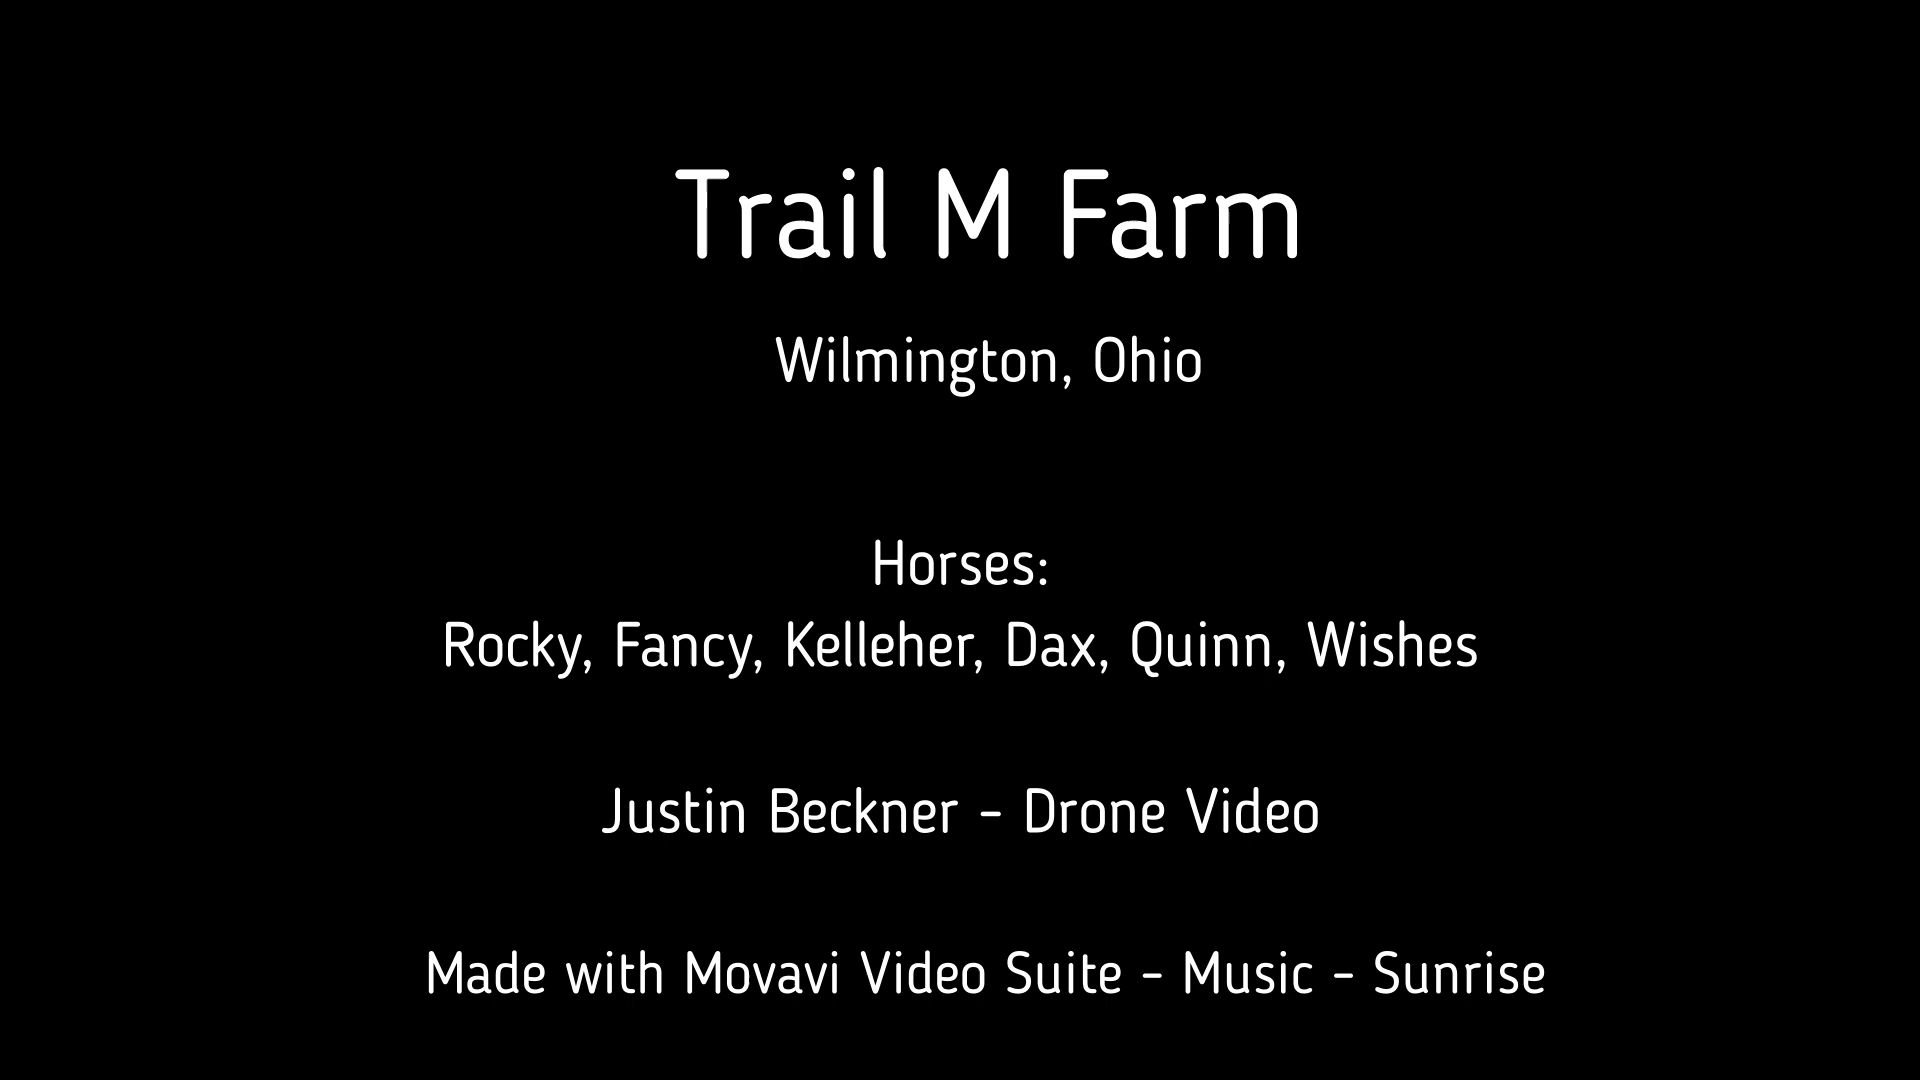 Trail M Farm
Wilmington, Ohio
Horses:
Rocky, Fancy, Kelleher, Dax, Quinn, Wishes
Justin Beckner - Drone Video
Made with Movavi Video Suite - Music - Sunrise